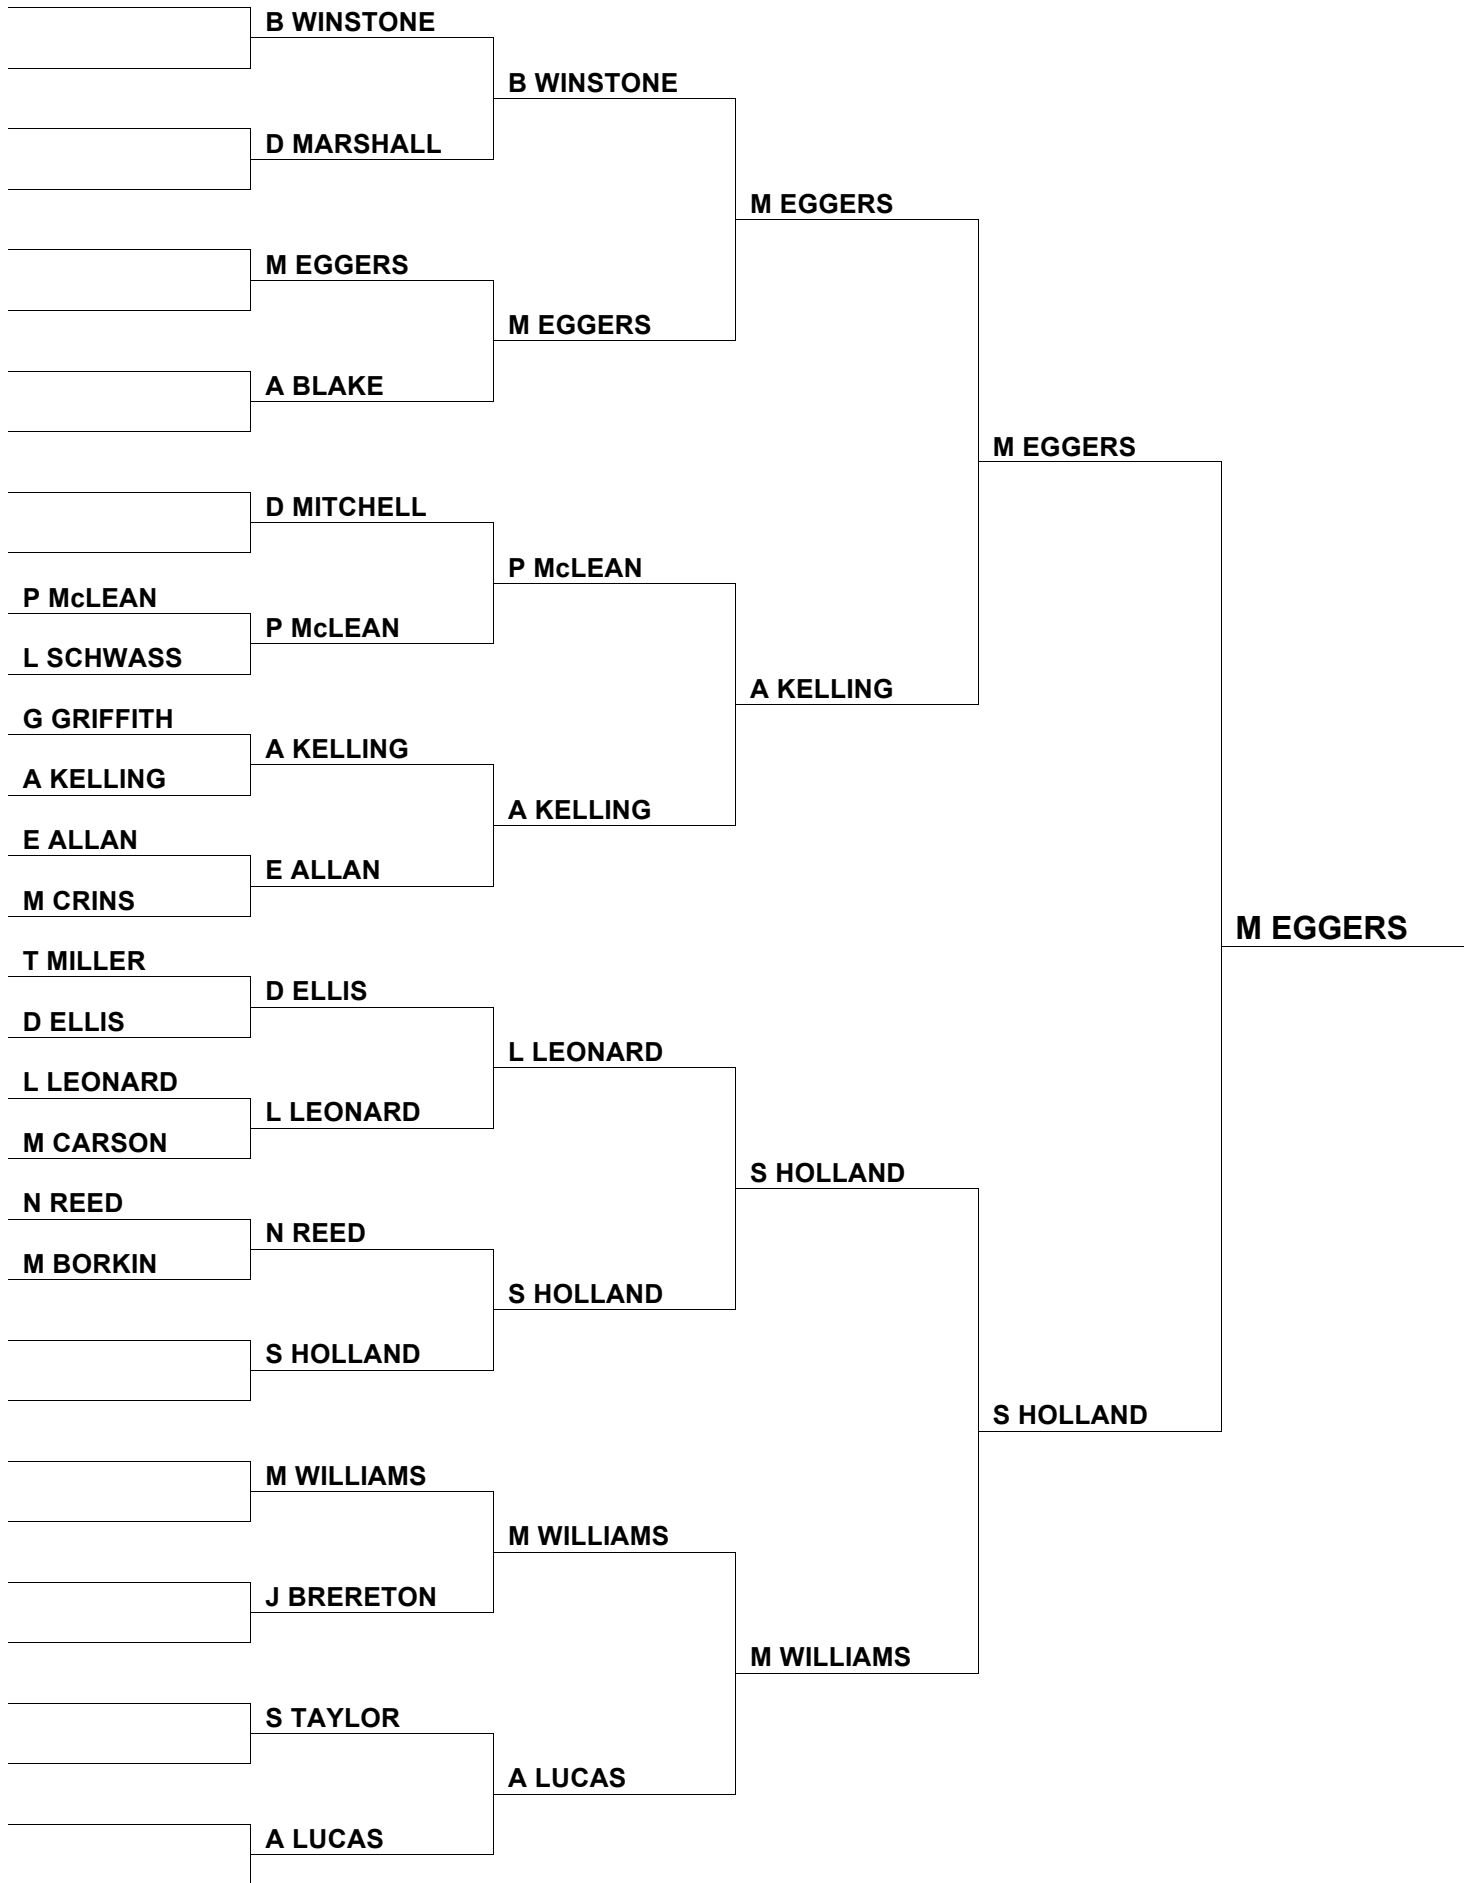 B WINSTONE
B WINSTONE
D MARSHALL
M EGGERS
M EGGERS
M EGGERS
A BLAKE
M EGGERS
D MITCHELL
P McLEAN
P McLEAN
P McLEAN
L SCHWASS
A KELLING
G GRIFFITH
A KELLING
A KELLING
A KELLING
E ALLAN
E ALLAN
M CRINS
M EGGERS
T MILLER
D ELLIS
D ELLIS
L LEONARD
L LEONARD
L LEONARD
M CARSON
S HOLLAND
N REED
N REED
M BORKIN
S HOLLAND
S HOLLAND
S HOLLAND
M WILLIAMS
M WILLIAMS
J BRERETON
M WILLIAMS
S TAYLOR
A LUCAS
A LUCAS